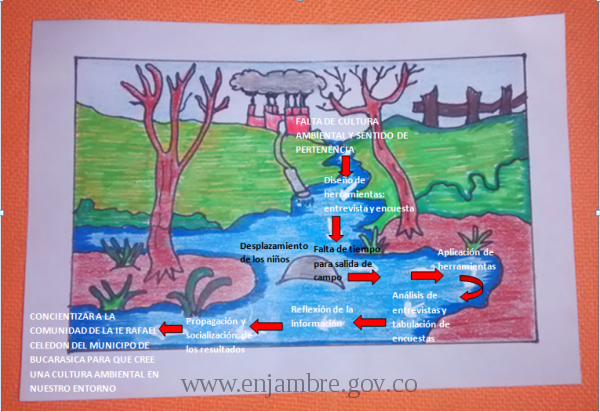 FALTA DE CULTURA
AMBIENTAL Y SENTIDO DE
PERTENENCIA
Diseño de
herramientas:
entrevista y encuesta
Desplazamiento
de los niños
Falta de tiempo
para salida de
campo
Aplicación de
herramientas
Análisis de
entrevistas y
tabulación de
encuestas
Reflexión de la
información
Propagación y
socialización de
los resultados
CONCIENTIZAR A LA
COMUNIDAD DE LA IE RAFAEL
CELEDON DEL MUNICIPO DE
BUCARASICA PARA QUE CREE
UNA CULTURA AMBIENTAL EN
NUESTRO ENTORNO
www.enjambre.gov.co